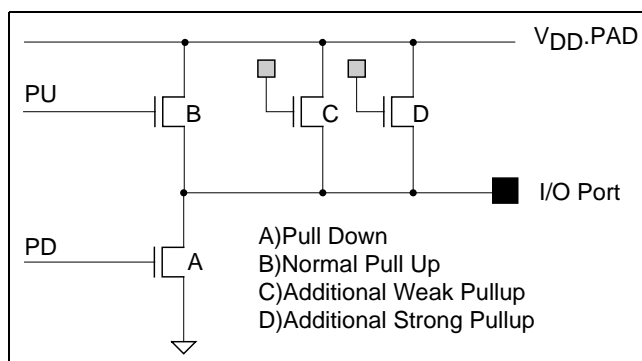 VDD.PAD
PU
B
C
D
I/O Port
PD
A
A)Pull Down
B)Normal Pull Up
C)Additional Weak Pullup
D)Additional Strong Pullup